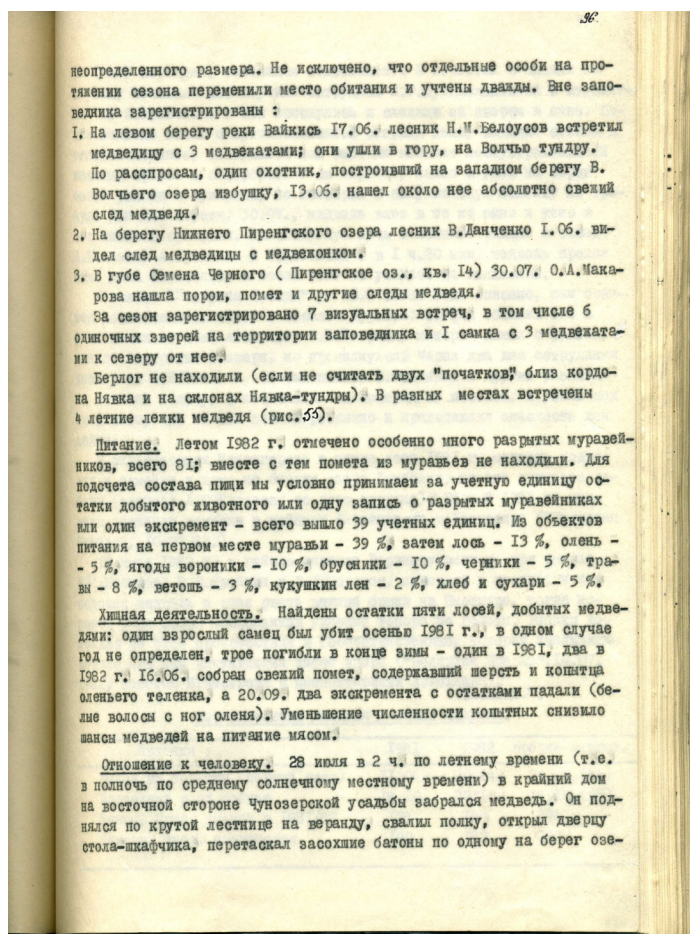 96.
неопределенного размера. Не исключено, что отдельные особи на про-
тяжении сезона переменили место обитания и учтены дважды. Вне запо-
ведника зарегистрированы :
I. На левом берегу реки Вайкись I7.06. лесник Н.М.Белоусов встретил
медведицу с 3 медвежатами; они ушли в гору, на Волчью тундру.
По расспросам, один охотник, построивший на западном берегу В.
Волчьего озера избушку, I3.06. нашел около нее абсолютно свежий
след медведя.
2. На берегу Нижнего Пиренгского озера лесник В.Данченко I.06. ви-
дел след медведицы с медвежонком.
3. В губе Семена Черного ( Пиренгское оз., кв. I4) 30.07. О.А.Мака-
рова нашла порои, помет и другие следы медведя.
За сезон зарегистрировано 7 визуальных встреч, в том числе 6
одиночных зверей на территории заповедника и I самка с 3 медвежата-
ми к северу от нее.
Берлог не находили (если не считать двух "початков," близ кордо-
на Нявка и на склонах Нявка-тундры). В разных местах встречены
4 летние лежки медведя (рис.55).
Питание. Летом I982 г. отмечено особенно много разрытых муравей-
ников, всего 8I; вместе с тем помета из муравьев не находили. Для
подсчета состава пищи мы условно принимаем за учетную единицу ос-
татки добытого животного или одну запись о разрытых муравейниках
или один экскремент – всего вышло 39 учетных единиц. Из объектов
питания на первом месте муравьи – 39 %, затем лось – I3 %, олень -
- 5 %, ягоды вороники – I0 %, брусники – I0 %, черники – 5 %, тра-
вы – 8 %, ветошь – 3 %, кукушкин лен – 2 %, хлеб и сухари – 5 %.
Хищная деятельность. Найдены остатки пяти лосей, добытых медве-
дями: один взрослый самец был убит осенью I98I г., в одном случае
год не определен, трое погибли в конце зимы – один в I98I, два в
I982 г. I6.06. собран свежий помет, содержавший шерсть и копытца
оленьего теленка, а 20.09. два экскремента с остатками падали (бе-
лые волосы с ног оленя). Уменьшение численности копытных снизило
шансы медведей на питание мясом.
Отношение к человеку. 28 июля в 2 ч. по летнему времени (т.е.
в полночь по среднему солнечному местному времени) в крайний дом
на восточной стороне Чунозерской усадьбы забрался медведь. Он под-
нялся по крутой лестнице на веранду, свалил полку, открыл дверцу
стола-шкафчика, перетаскал засохшие батоны по одному на берег озе-